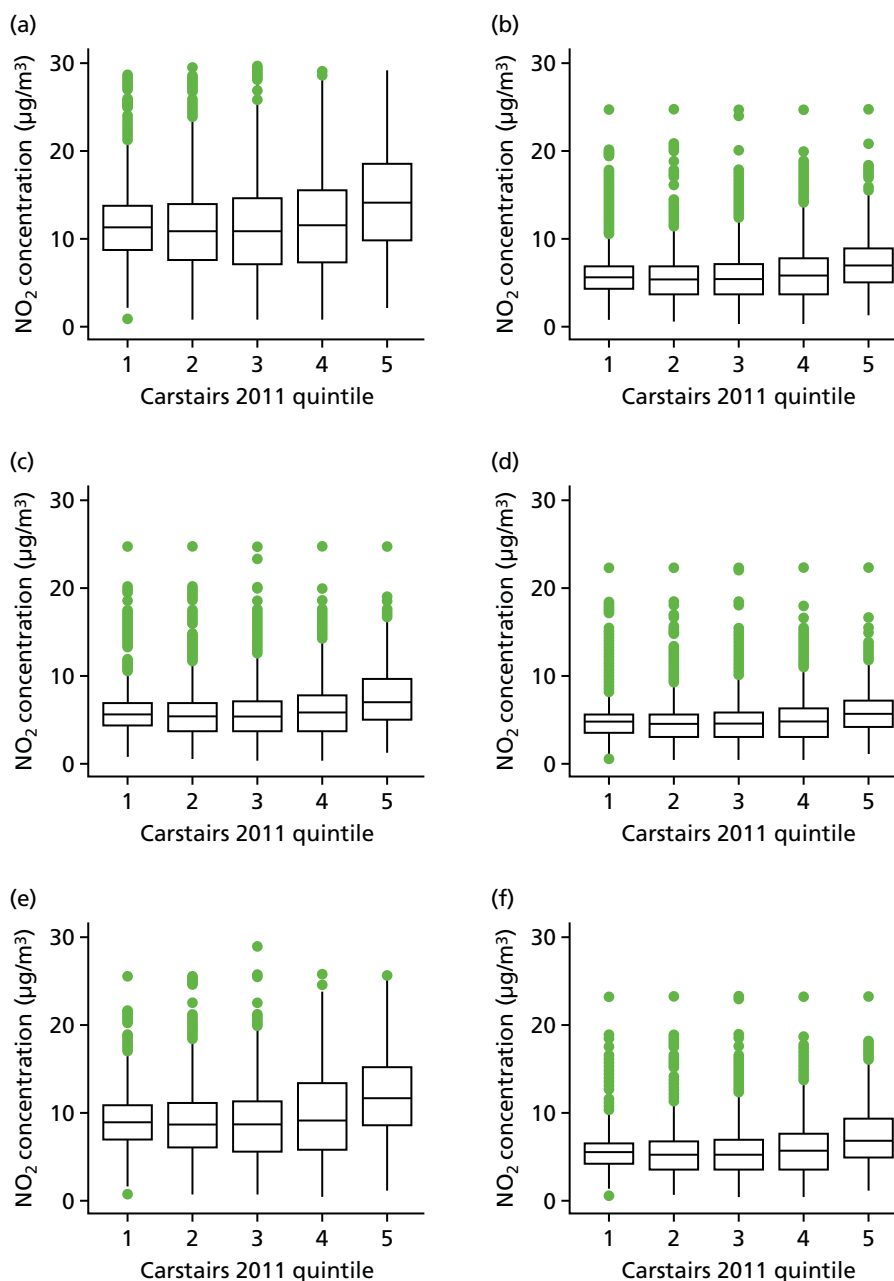 (a)
30
20
10
0
NO₂ concentration (µg/m³)
1 2 3 4 5
Carstairs 2011 quintile
(b)
30
20
10
0
NO₂ concentration (µg/m³)
1 2 3 4 5
Carstairs 2011 quintile
(c)
30
20
10
0
NO₂ concentration (µg/m³)
1 2 3 4 5
Carstairs 2011 quintile
(d)
30
20
10
0
NO₂ concentration (µg/m³)
1 2 3 4 5
Carstairs 2011 quintile
(e)
30
20
10
0
NO₂ concentration (µg/m³)
1 2 3 4 5
Carstairs 2011 quintile
(f)
30
20
10
0
NO₂ concentration (µg/m³)
1 2 3 4 5
Carstairs 2011 quintile